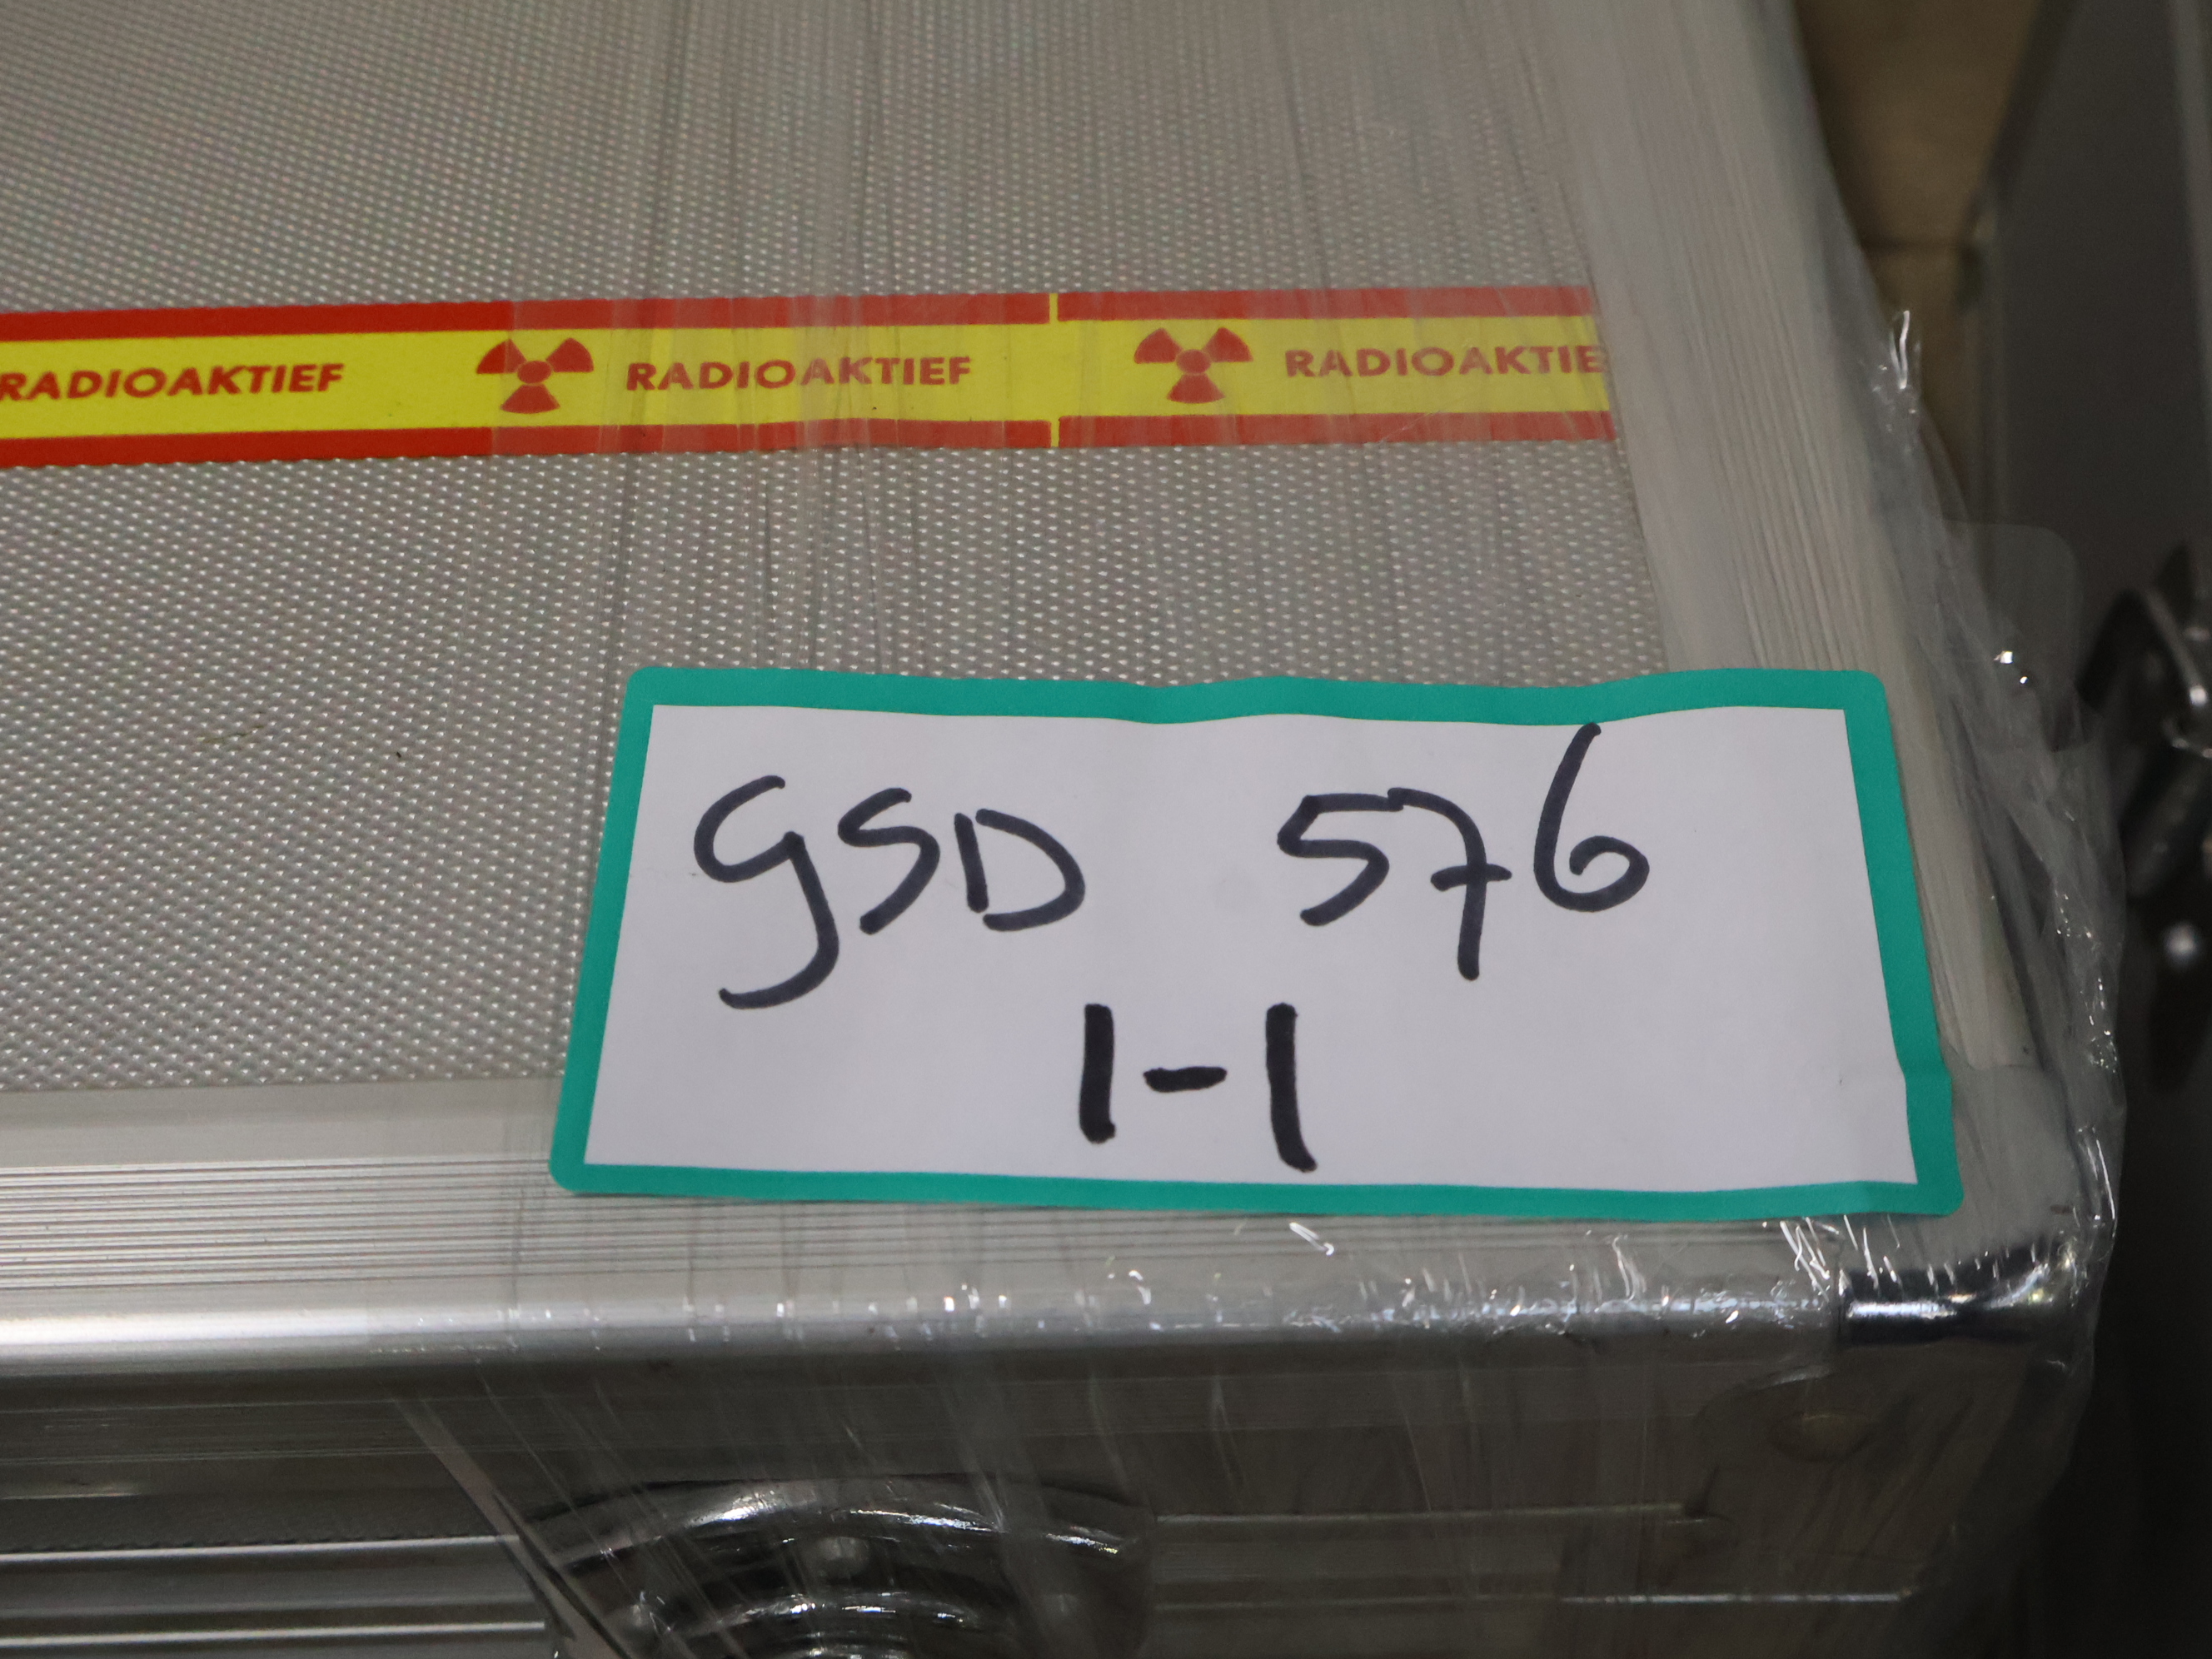 RADIOAKTIEF RADIOAKTIEF RADIOAKTIE
GSD 576
1-1